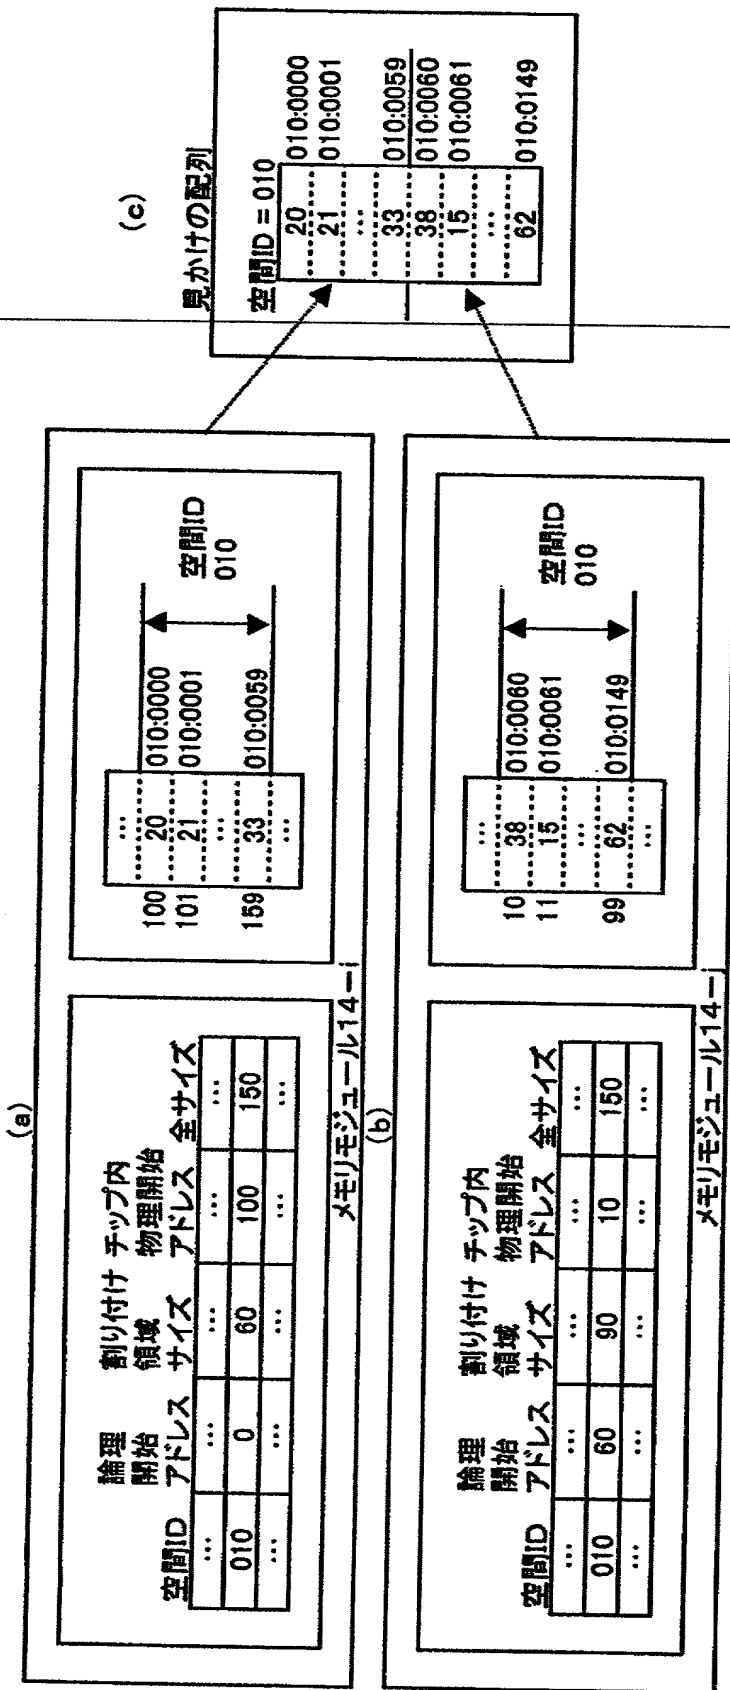 (a)
空間ID
論理
開始
アドレス
割り付け
領域
サイズ
チップ内
物理開始
アドレス
全サイズ
… … … … …
010 0 60 100 150
… … … … …
…
100 20 010:0000
101 21 010:0001
…
159 33 010:0059
…
空間ID
010
メモリモジュール14－i
(b)
空間ID
論理
開始
アドレス
割り付け
領域
サイズ
チップ内
物理開始
アドレス
全サイズ
… … … … …
010 60 90 10 150
… … … … …
…
10 38 010:0060
11 15 010:0061
…
99 62 010:0149
…
空間ID
010
メモリモジュール14－j
(c)
見かけの配列
空間ID = 010
20 010:0000
21 010:0001
…
33 010:0059
38 010:0060
15 010:0061
…
62 010:0149